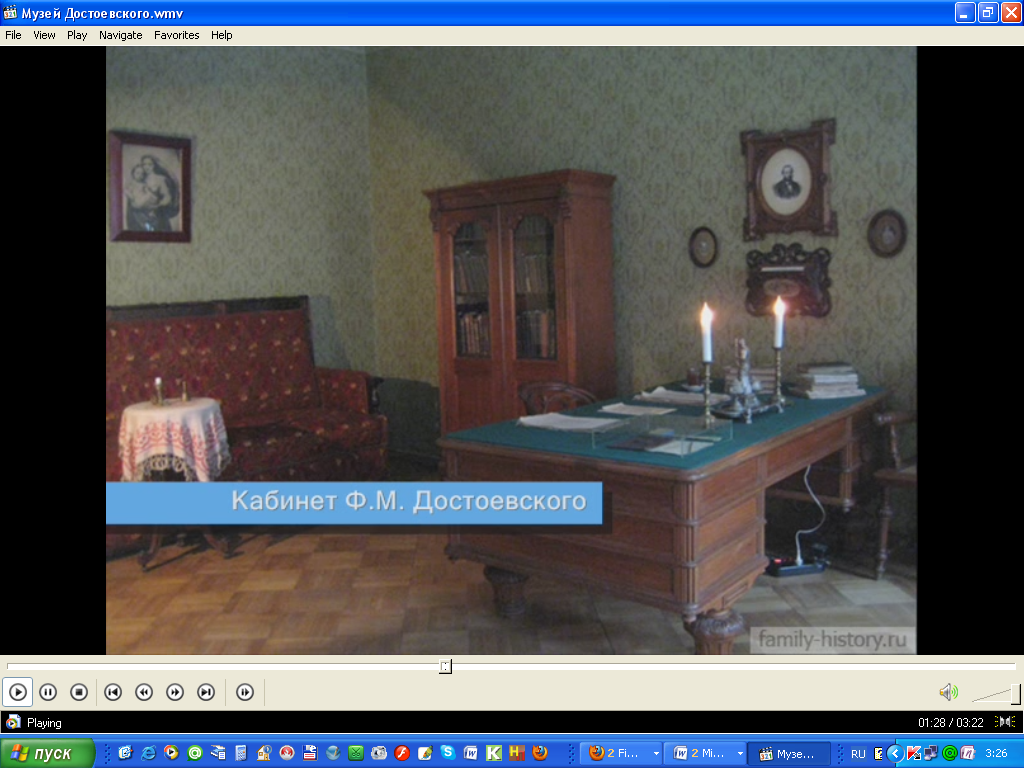 Музей Достоевского.wmv
File View Play Navigate Favorites Help
Кабинет Ф.М. Достоевского
family-history.ru
Playing
01:28 / 03:22
пуск
2 Fi...
2 Mi...
Музе...
RU
3:26